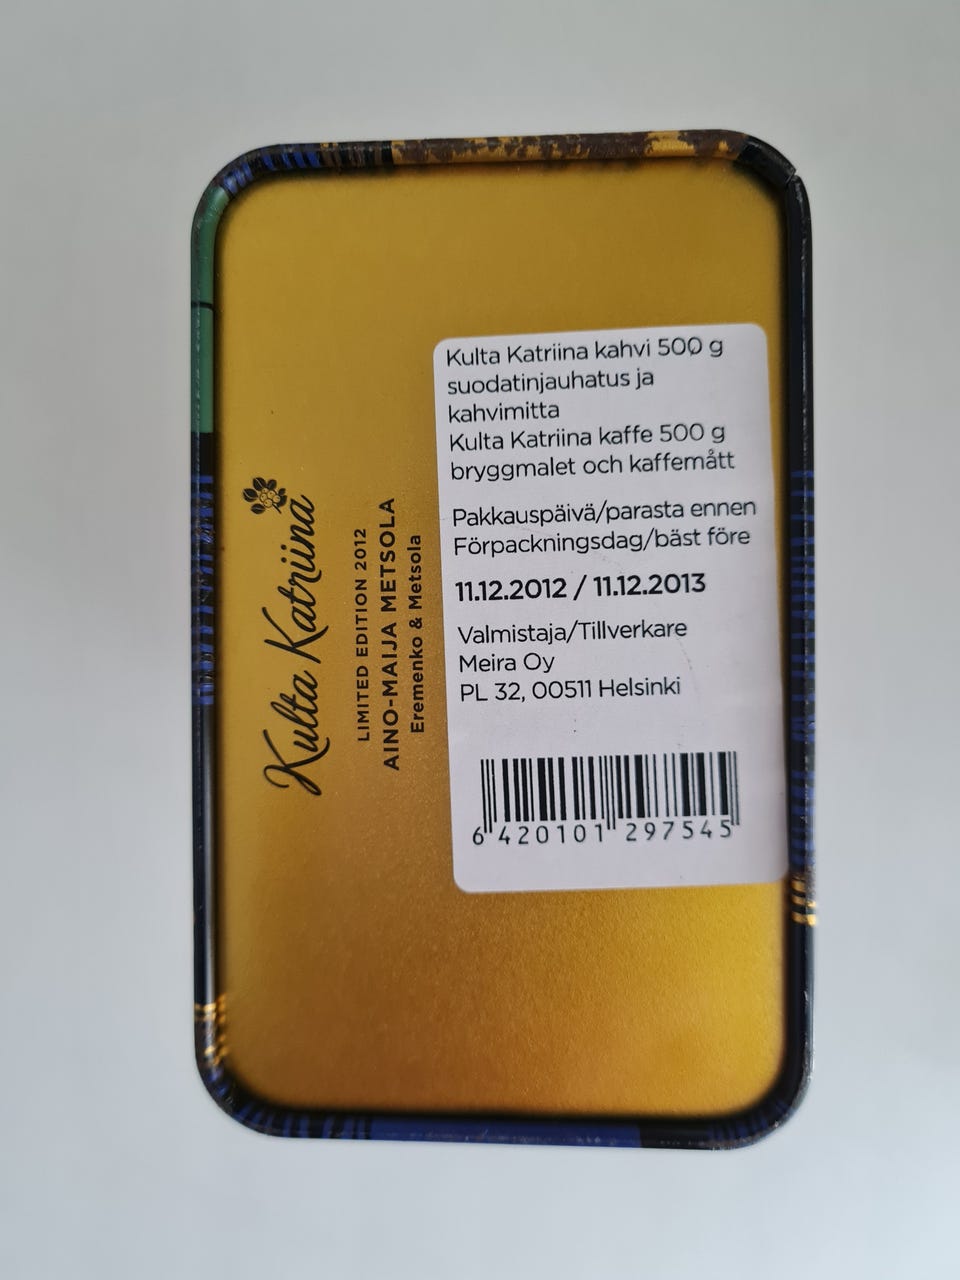 Kulta Katriina
LIMITED EDITION 2012
AINO-MAIJA METSOLA
Eremenko & Metsola
Kulta Katriina kahvi 500 g
suodatinjauhatus ja
kahvimitta
Kulta Katriina kaffe 500 g
bryggmalet och kaffemått
Pakkauspäivä/parasta ennen
Förpackningsdag/bäst före
11.12.2012 / 11.12.2013
Valmistaja/Tillverkare
Meira Oy
PL 32, 00511 Helsinki
6 420101 297545